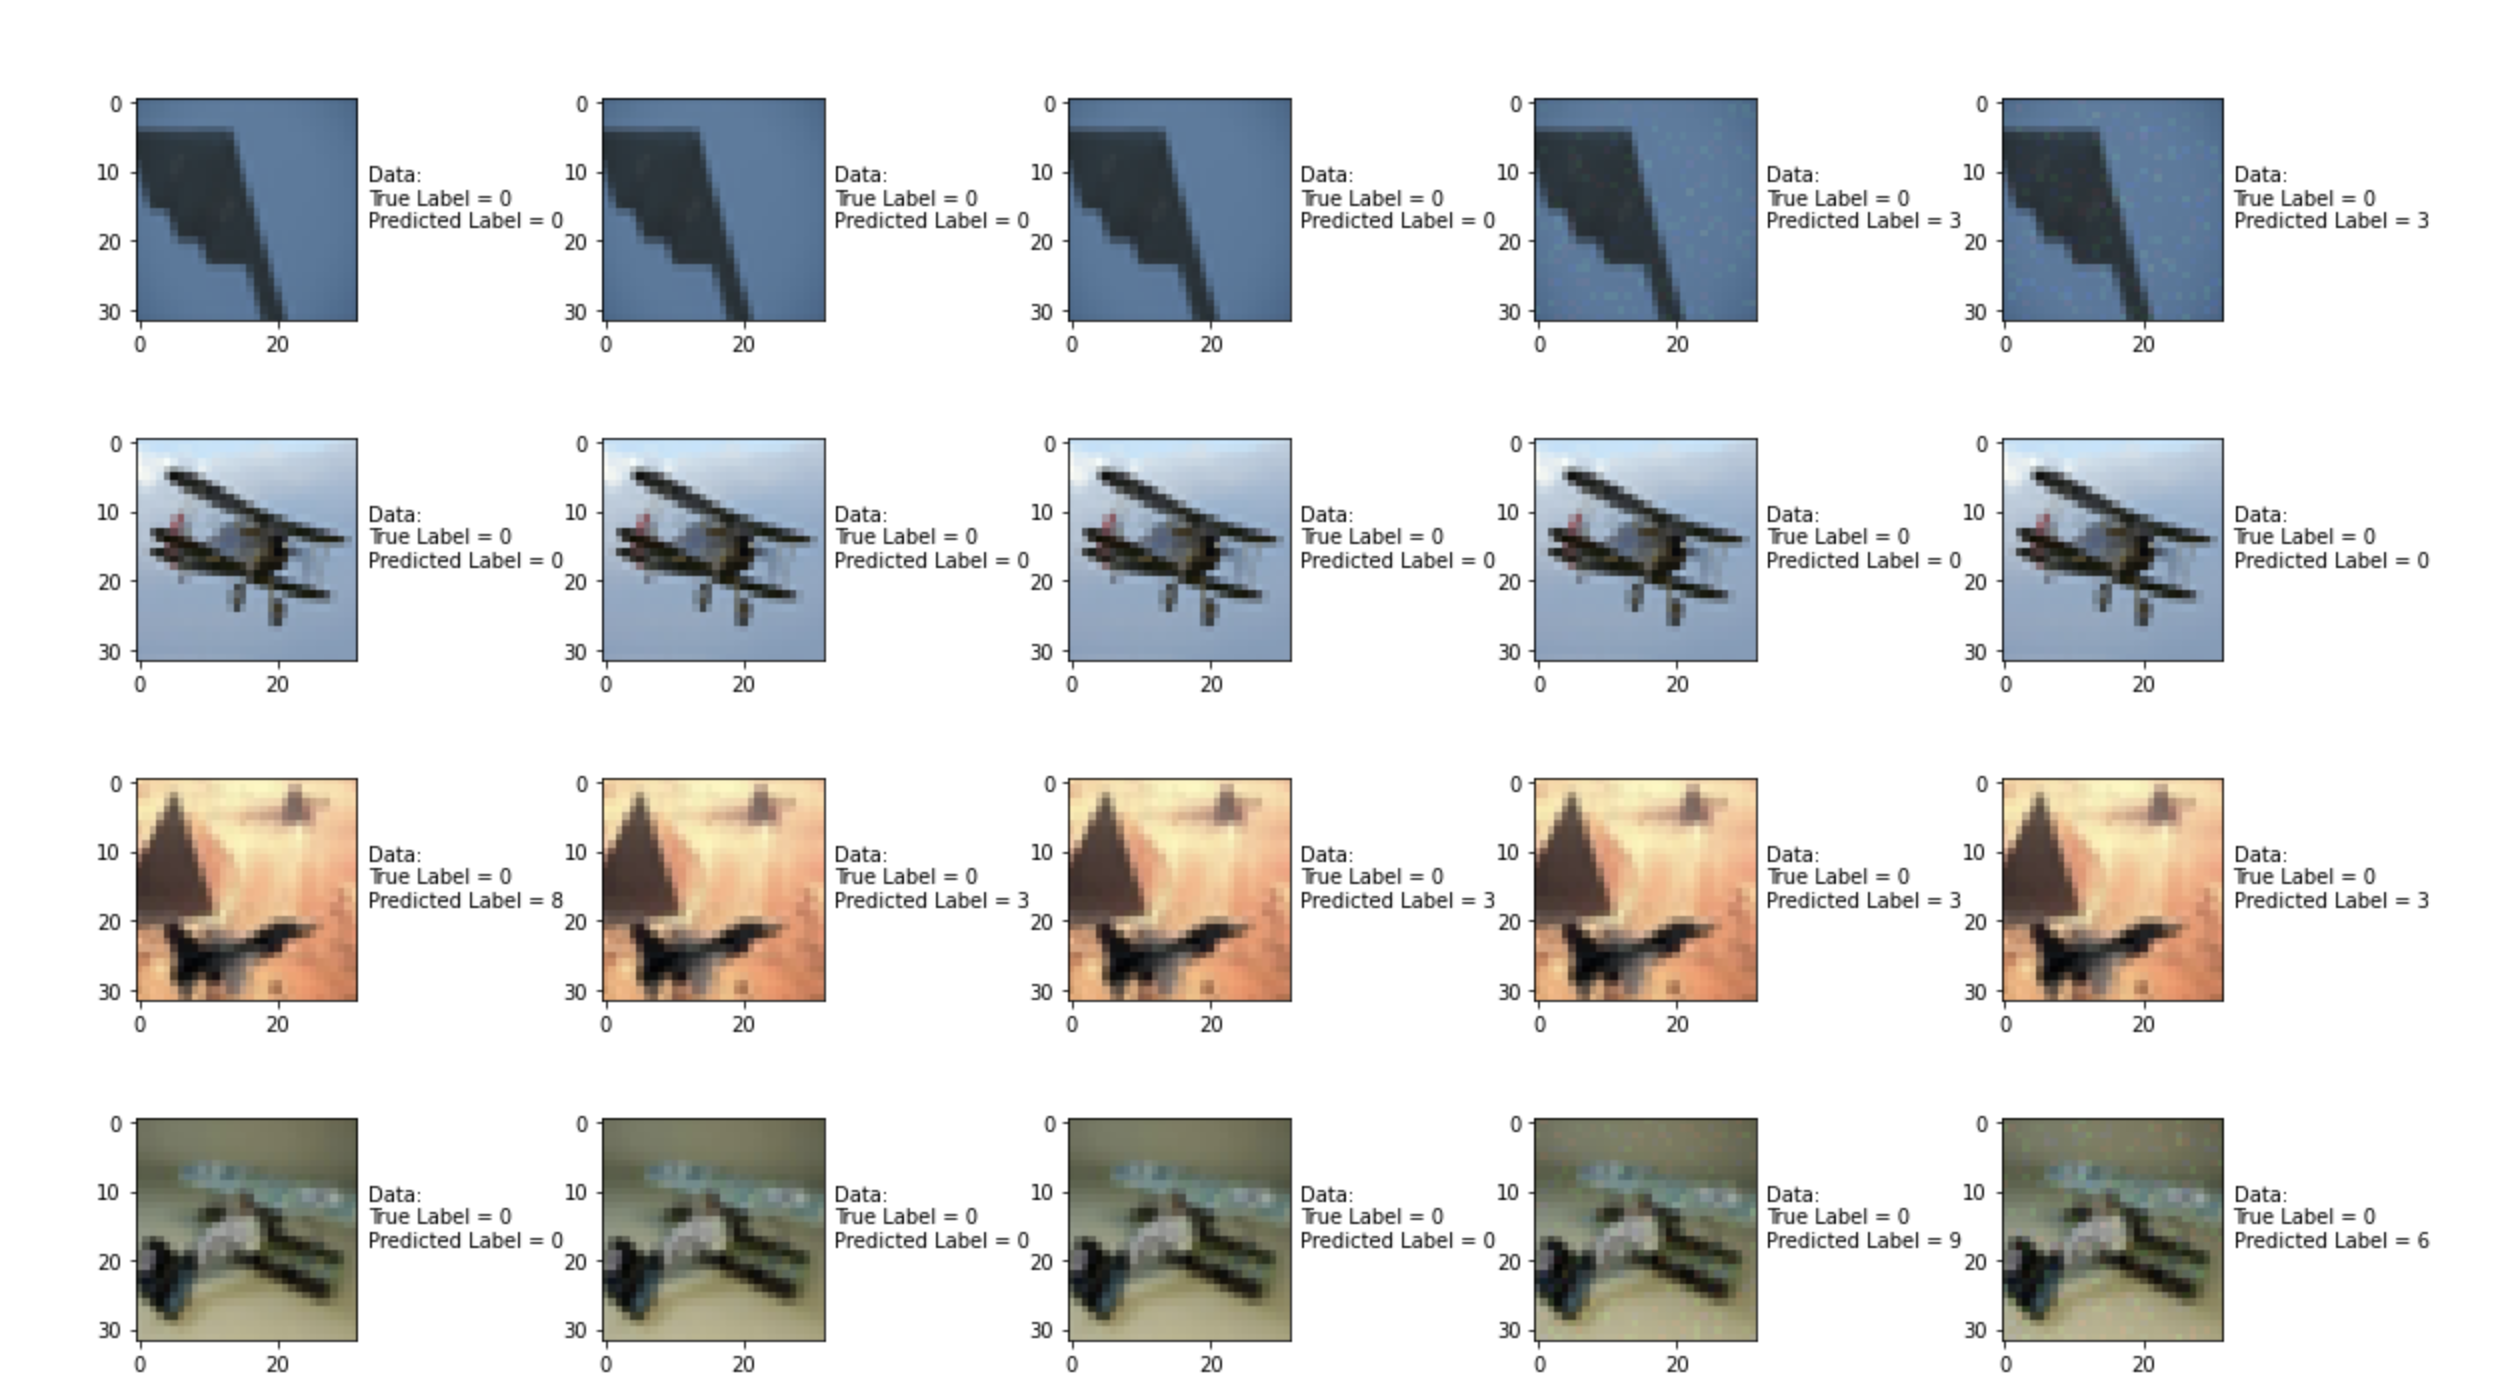 0
10
20
30
0 20
Data:
True Label = 0
Predicted Label = 0
0
10
20
30
0 20
Data:
True Label = 0
Predicted Label = 0
0
10
20
30
0 20
Data:
True Label = 0
Predicted Label = 0
0
10
20
30
0 20
Data:
True Label = 0
Predicted Label = 3
0
10
20
30
0 20
Data:
True Label = 0
Predicted Label = 3
0
10
20
30
0 20
Data:
True Label = 0
Predicted Label = 0
0
10
20
30
0 20
Data:
True Label = 0
Predicted Label = 0
0
10
20
30
0 20
Data:
True Label = 0
Predicted Label = 0
0
10
20
30
0 20
Data:
True Label = 0
Predicted Label = 0
0
10
20
30
0 20
Data:
True Label = 0
Predicted Label = 0
0
10
20
30
0 20
Data:
True Label = 0
Predicted Label = 8
0
10
20
30
0 20
Data:
True Label = 0
Predicted Label = 3
0
10
20
30
0 20
Data:
True Label = 0
Predicted Label = 3
0
10
20
30
0 20
Data:
True Label = 0
Predicted Label = 3
0
10
20
30
0 20
Data:
True Label = 0
Predicted Label = 3
0
10
20
30
0 20
Data:
True Label = 0
Predicted Label = 0
0
10
20
30
0 20
Data:
True Label = 0
Predicted Label = 0
0
10
20
30
0 20
Data:
True Label = 0
Predicted Label = 0
0
10
20
30
0 20
Data:
True Label = 0
Predicted Label = 9
0
10
20
30
0 20
Data:
True Label = 0
Predicted Label = 6